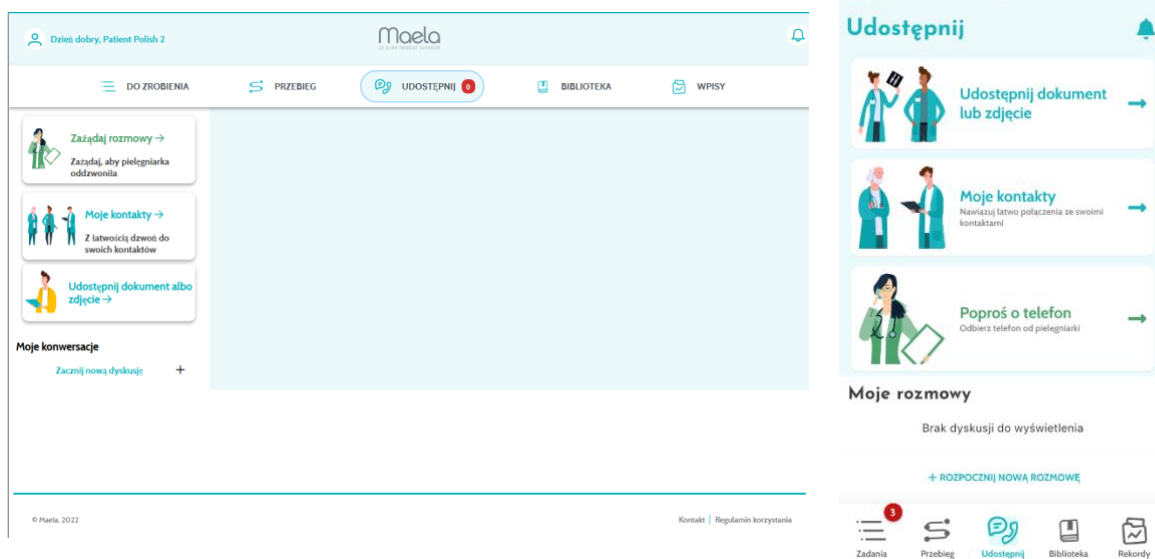 Dzień dobry, Patient Polish 2
Maela
DO ZROBIENIA
PRZEBIEG
UDOSTĘPNIJ 0
BIBLIOTEKA
WPISY
Zażądaj rozmowy →
Zażądaj, aby pielęgniarka
oddzwoniła
Moje kontakty →
Z łatwością dzwoń do
swoich kontaktów
Udostępnij dokument albo
zdjęcie →
Moje konwersacje
Zacznij nową dyskusję +
© Maela, 2022
Kontakt | Regulamin korzystania
Udostępnij
Udostępnij dokument
lub zdjęcie
Moje kontakty
Nawiązuj łatwo połączenia ze swoimi
kontaktami
Poproś o telefon
Odbierz telefon od pielęgniarki
Moje rozmowy
Brak dyskusji do wyświetlenia
+ ROZPOCZNIJ NOWĄ ROZMOWĘ
3
Zadania
Przebieg
Udostępnij
Biblioteka
Rekordy